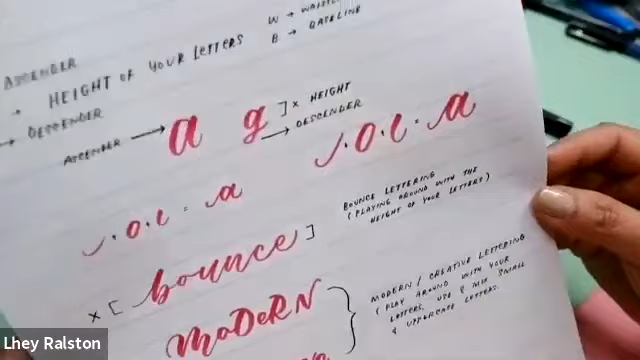 W → WAISTLINE
B → BASELINE
ASCENDER
→ HEIGHT OF YOUR LETTERS
→ DESCENDER
ASCENDER → a g ] X HEIGHT
→ DESCENDER
o . l = a
o l = a
BOUNCE LETTERING
(PLAYING AROUND WITH THE
HEIGHT OF YOUR LETTERS)
X [ bounce ]
MODERN / CREATIVE LETTERING
(PLAY AROUND WITH YOUR
LETTERS, USE & MIX SMALL
& UPPERCASE LETTERS.
MODERN
Lhey Ralston